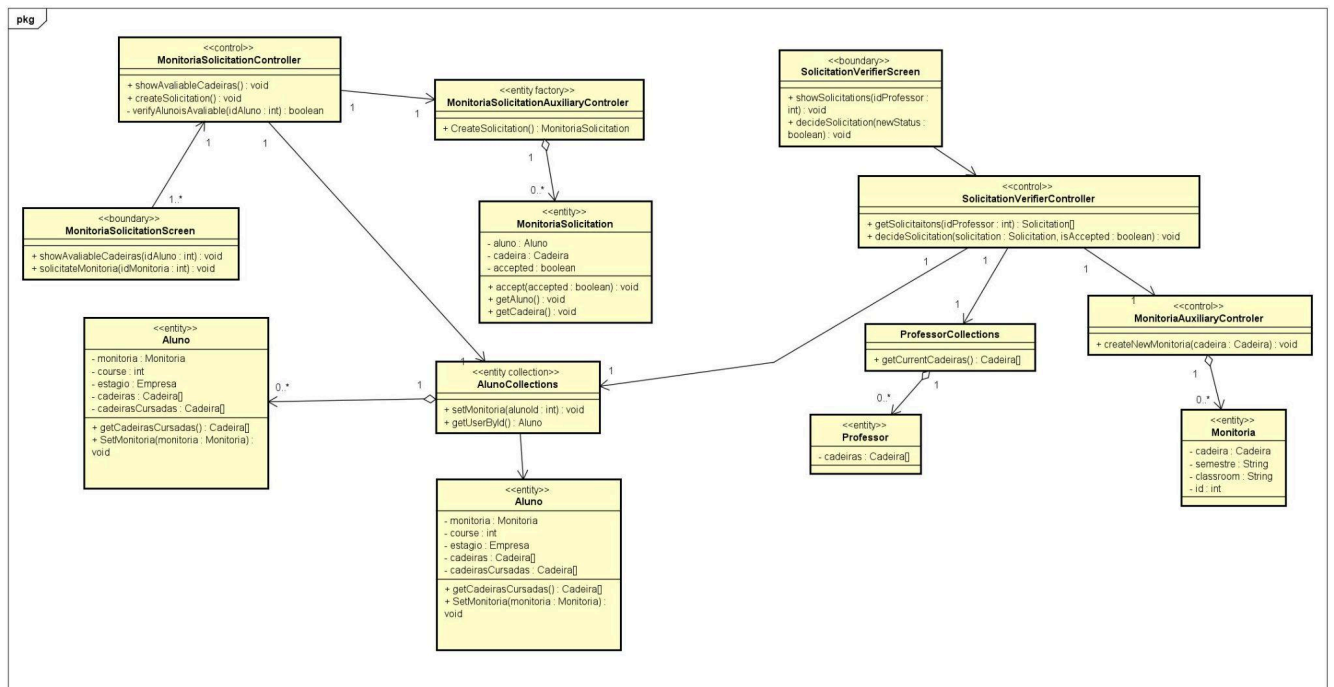 pkg
<<control>>
MonitoriaSolicitationController
+ showAvaliableCadeiras() : void
+ createSolicitation() : void
- verifyAlunoisAvaliable(idAluno : int) : boolean
<<entity factory>>
MonitoriaSolicitationAuxiliaryControler
+ CreateSolicitation() : MonitoriaSolicitation
<<boundary>>
SolicitationVerifierScreen
+ showSolicitations(idProfessor :
int) : void
+ decideSolicitation(newStatus :
boolean) : void
1
1
1
1
1
0..*
1..*
<<boundary>>
MonitoriaSolicitationScreen
+ showAvaliableCadeiras(idAluno : int) : void
+ solicitateMonitoria(idMonitoria : int) : void
<<entity>>
MonitoriaSolicitation
- aluno : Aluno
- cadeira : Cadeira
- accepted : boolean
+ accept(accepted : boolean) : void
+ getAluno() : void
+ getCadeira() : void
<<control>>
SolicitationVerifierController
+ getSolicitaitons(idProfessor : int) : Solicitation[]
+ decideSolicitation(solicitation : Solicitation, isAccepted : boolean) : void
1
1
1
1
1
<<entity>>
Aluno
- monitoria : Monitoria
- course : int
- estagio : Empresa
- cadeiras : Cadeira[]
- cadeirasCursadas : Cadeira[]
+ getCadeirasCursadas() : Cadeira[]
+ SetMonitoria(monitoria : Monitoria) :
void
0..*
1
1
1
<<entity collection>>
AlunoCollections
+ setMonitoria(alunoId : int) : void
+ getUserById() : Aluno
ProfessorCollections
+ getCurrentCadeiras() : Cadeira[]
<<control>>
MonitoriaAuxiliaryControler
+ createNewMonitoria(cadeira : Cadeira) : void
1
0..*
1
0..*
<<entity>>
Professor
- cadeiras : Cadeira[]
<<entity>>
Monitoria
- cadeira : Cadeira
- semestre : String
- classroom : String
- id : int
<<entity>>
Aluno
- monitoria : Monitoria
- course : int
- estagio : Empresa
- cadeiras : Cadeira[]
- cadeirasCursadas : Cadeira[]
+ getCadeirasCursadas() : Cadeira[]
+ SetMonitoria(monitoria : Monitoria) :
void